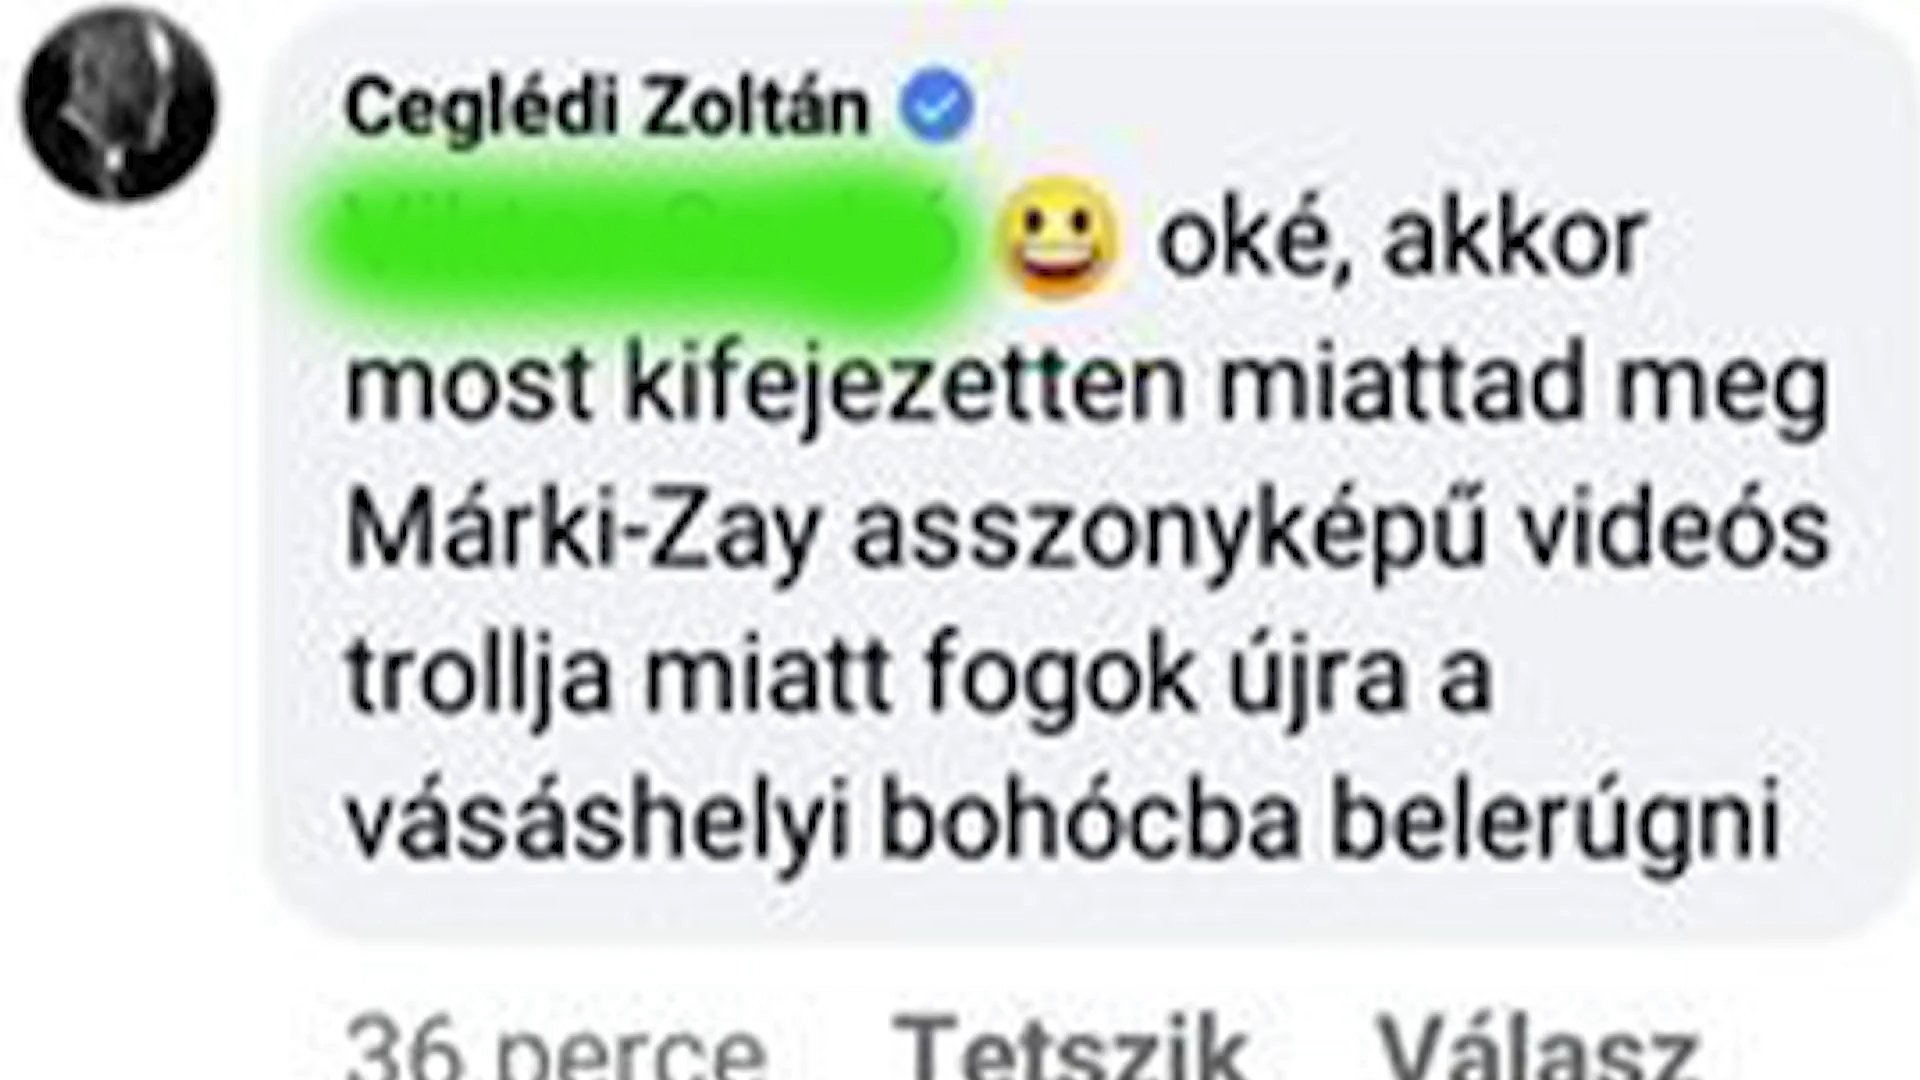 Ceglédi Zoltán
😀 oké, akkor
most kifejezetten miattad meg
Márki-Zay asszonyképű videós
trollja miatt fogok újra a
vásáshelyi bohócba belerúgni
36 perce Tetszik Válasz